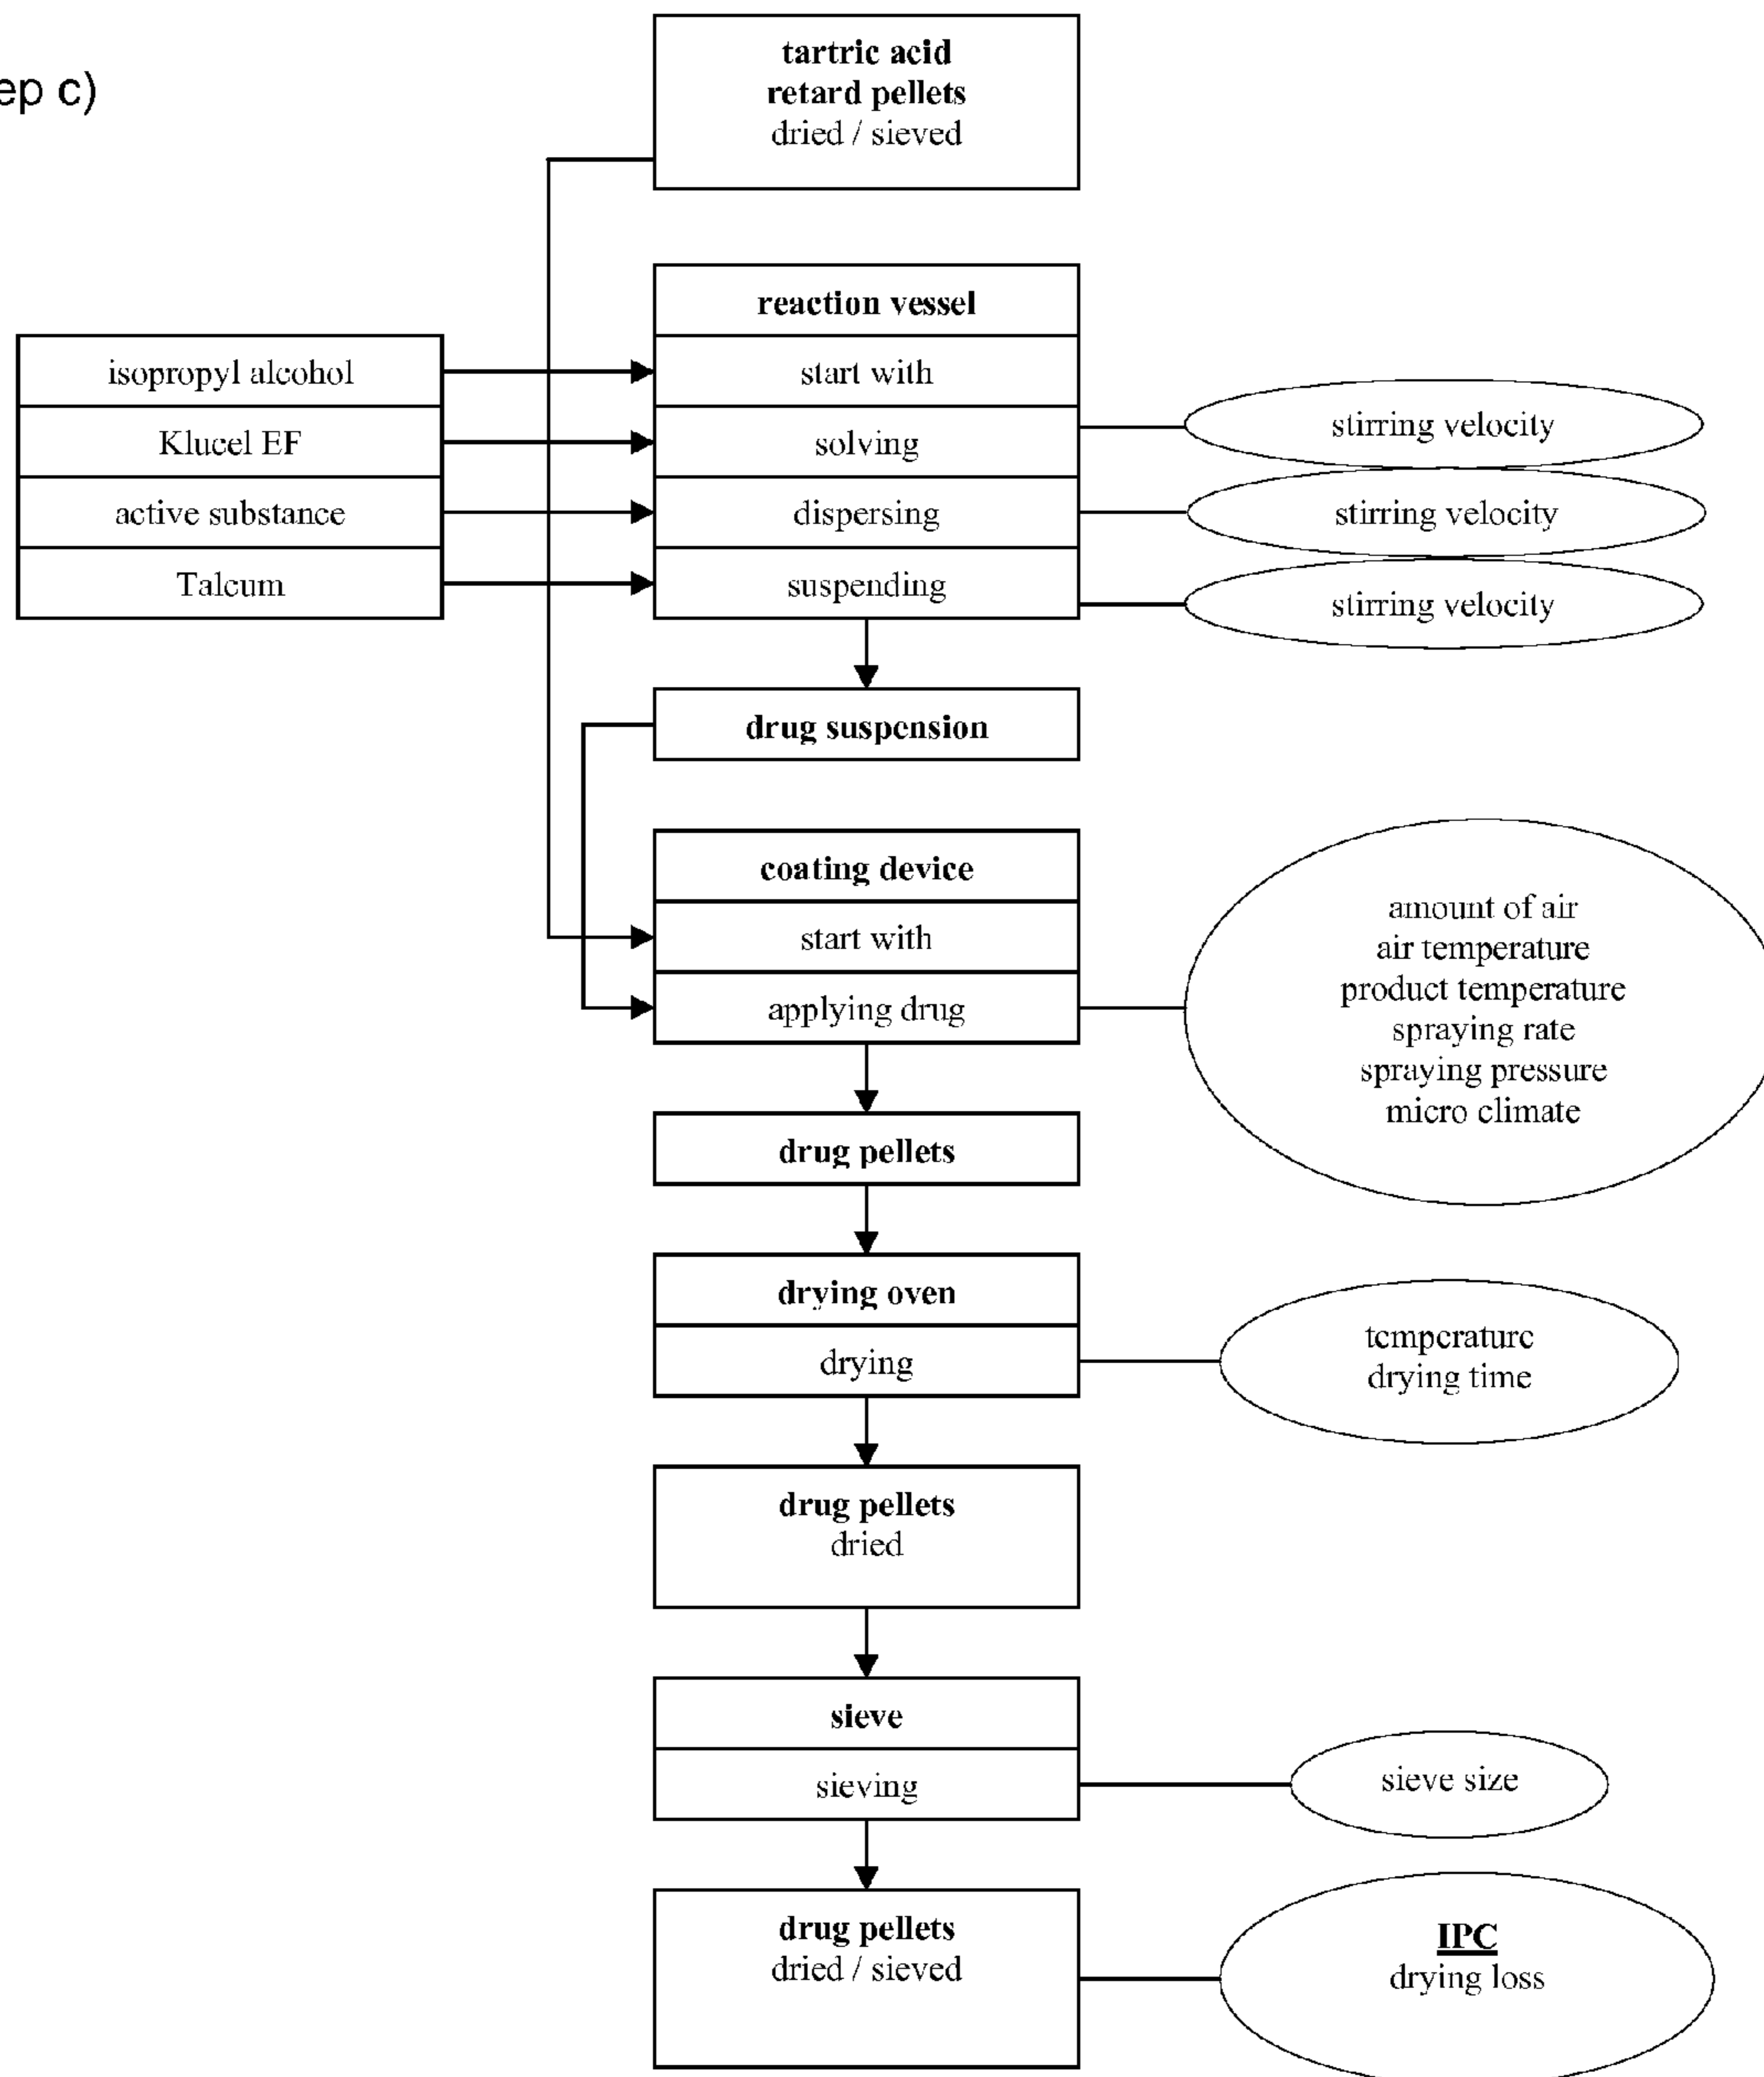 ep c)
tartric acid
retard pellets
dried / sieved
reaction vessel
isopropyl alcohol
start with
Klucel EF
solving
stirring velocity
active substance
dispersing
stirring velocity
Talcum
suspending
stirring velocity
drug suspension
coating device
start with
applying drug
amount of air
air temperature
product temperature
spraying rate
spraying pressure
micro climate
drug pellets
drying oven
drying
temperature
drying time
drug pellets
dried
sieve
sieving
sieve size
drug pellets
dried / sieved
IPC
drying loss